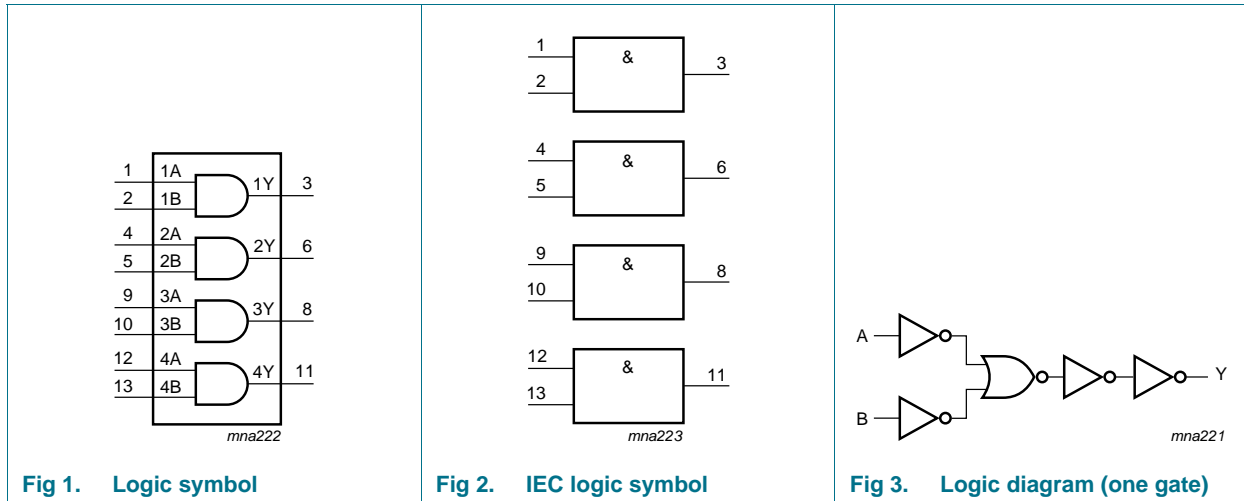 1 1A 1Y 3
2 1B
4 2A 2Y 6
5 2B
9 3A 3Y 8
10 3B
12 4A 4Y 11
13 4B
mna222
Fig 1. Logic symbol
1 & 3
2
4 & 6
5
9 & 8
10
12 & 11
13
mna223
Fig 2. IEC logic symbol
A
Y
B
mna221
Fig 3. Logic diagram (one gate)